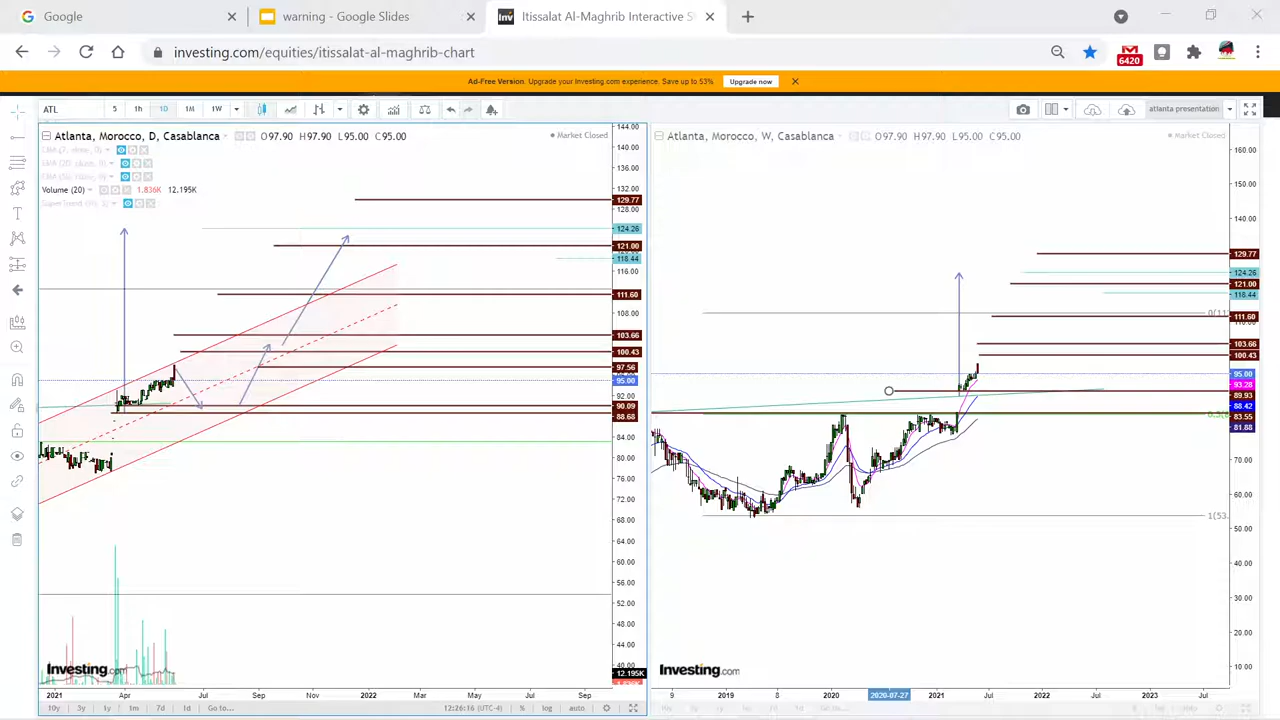 Google
warning - Google Slides
Itissalat Al-Maghrib Interactive S
investing.com/equities/itissalat-al-maghrib-chart
6420
Ad-Free Version. Upgrade your Investing.com experience. Save up to 53%
Upgrade now
ATL
5
1h
1D
1M
1W
atlanta presentation
Atlanta, Morocco, D, Casablanca
O97.90 H97.90 L95.00 C95.00
Market Closed
Volume (20)
1.836K 12.195K
144.00
140.00
136.00
132.00
129.77
128.00
124.26
121.00
118.44
116.00
111.60
108.00
103.66
100.43
97.56
95.00
92.00
90.09
88.68
84.00
80.00
76.00
72.00
68.00
64.00
60.00
56.00
52.00
48.00
44.00
40.00
12.195K
Investing.com
2021
Apr
Jul
Sep
Nov
2022
Mar
Apr
Jul
Sep
10y
3y
1y
1m
7d
Go to...
12:26:16 (UTC-4)
%
log
auto
Atlanta, Morocco, W, Casablanca
O97.90 H97.90 L95.00 C95.00
Market Closed
160.00
150.00
140.00
129.77
124.26
121.00
118.44
0(11
111.60
110.00
103.66
100.43
95.00
93.28
89.93
88.42
83.55
81.88
70.00
60.00
1(53.
50.00
40.00
30.00
20.00
10.00
Investing.com
9
2019
8
2020
2020-07-27
2021
Jul
2022
Jul
2023
Jul